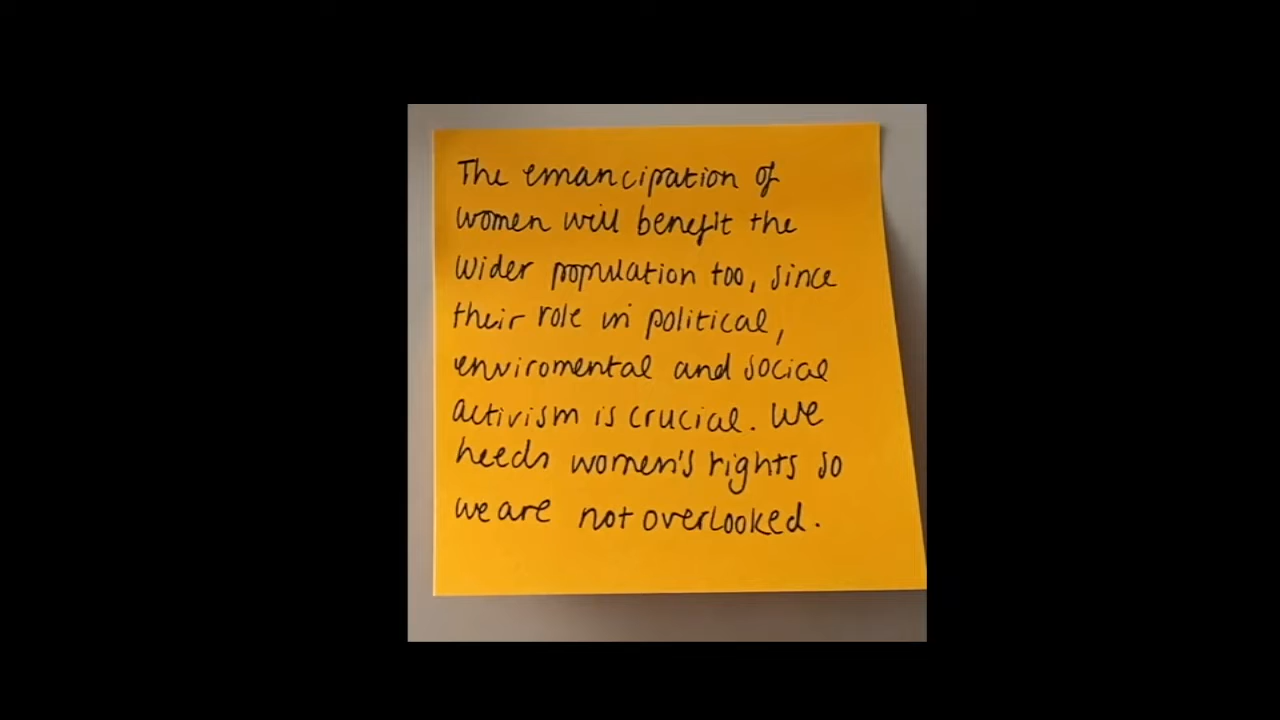 The emancipation of
women will benefit the
wider population too, since
their role in political,
enviromental and social
activism is crucial. We
needs women's rights so
we are not overlooked.